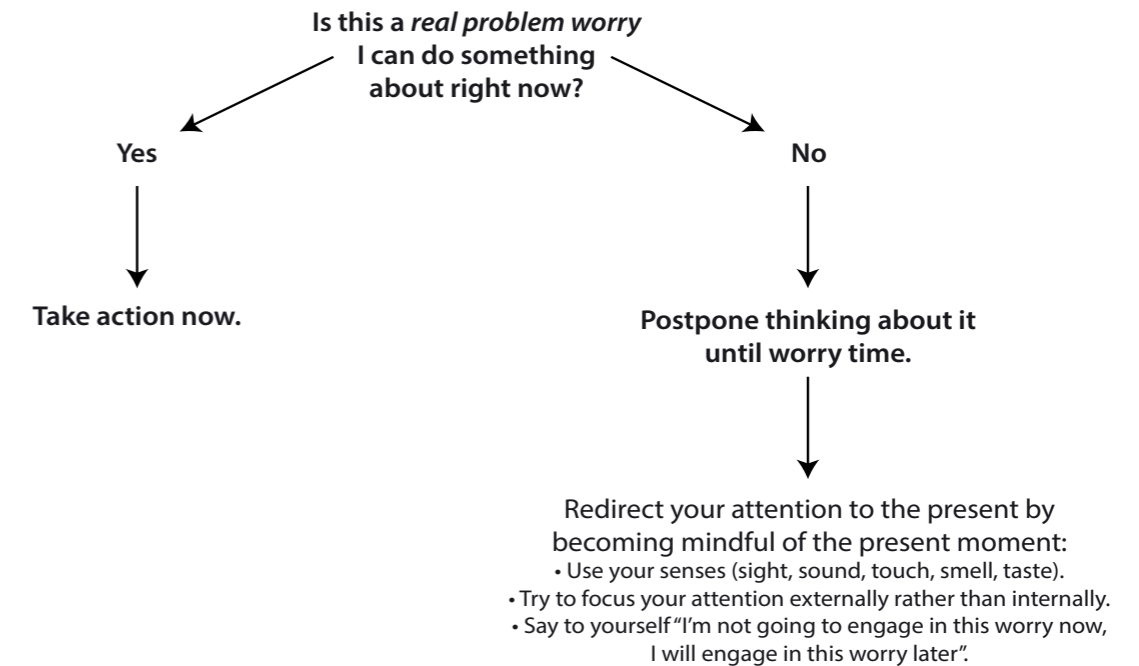 Is this a real problem worry
I can do something
about right now?
Yes
No
Take action now.
Postpone thinking about it
until worry time.
Redirect your attention to the present by
becoming mindful of the present moment:
• Use your senses (sight, sound, touch, smell, taste).
• Try to focus your attention externally rather than internally.
• Say to yourself “I’m not going to engage in this worry now,
I will engage in this worry later”.